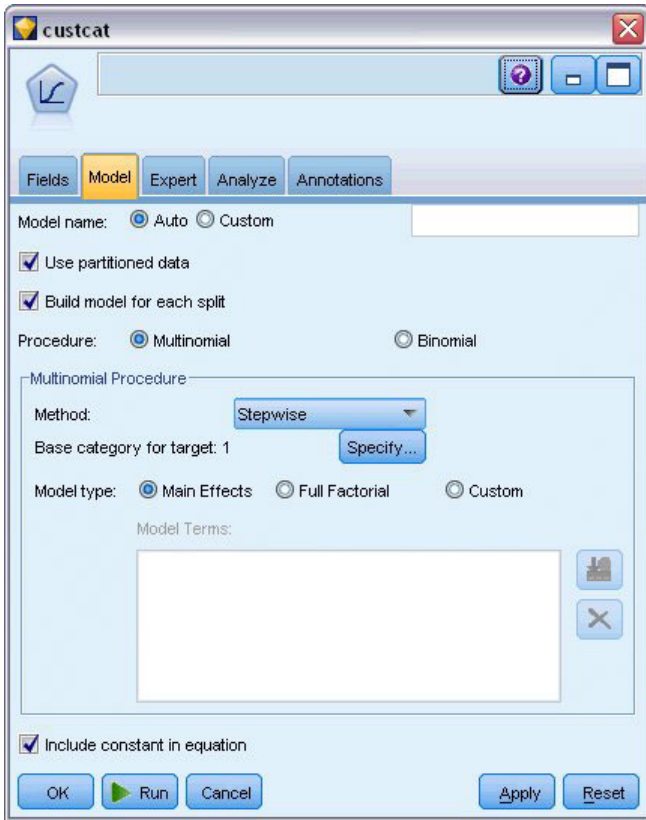 custcat
Fields Model Expert Analyze Annotations
Model name: Auto Custom
Use partitioned data
Build model for each split
Procedure: Multinomial Binomial
Multinomial Procedure
Method: Stepwise
Base category for target: 1 Specify...
Model type: Main Effects Full Factorial Custom
Model Terms:
Include constant in equation
OK Run Cancel Apply Reset